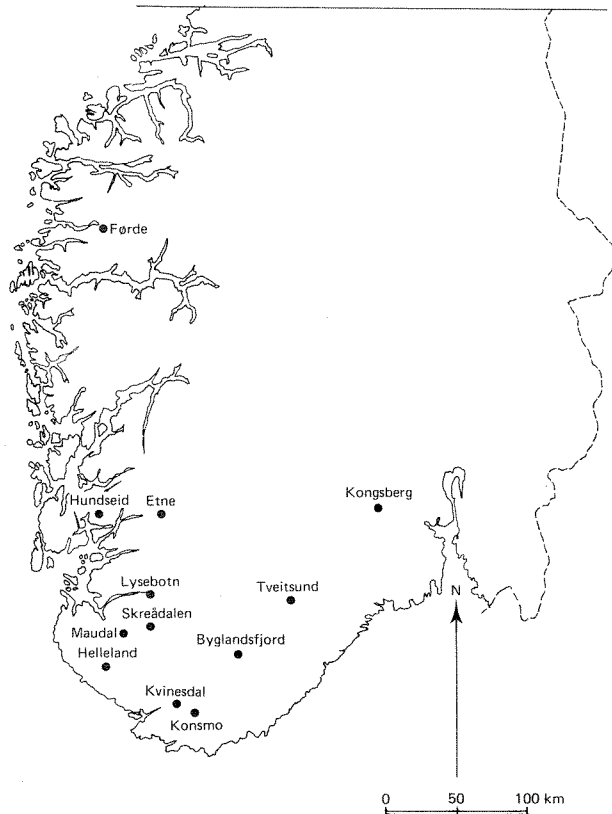 Førde
Hundseid
Etne
Kongsberg
Lysebotn
Tveitsund
Skreådalen
Maudal
Byglandsfjord
Helleland
Kvinesdal
Konsmo
N
0 50 100 km